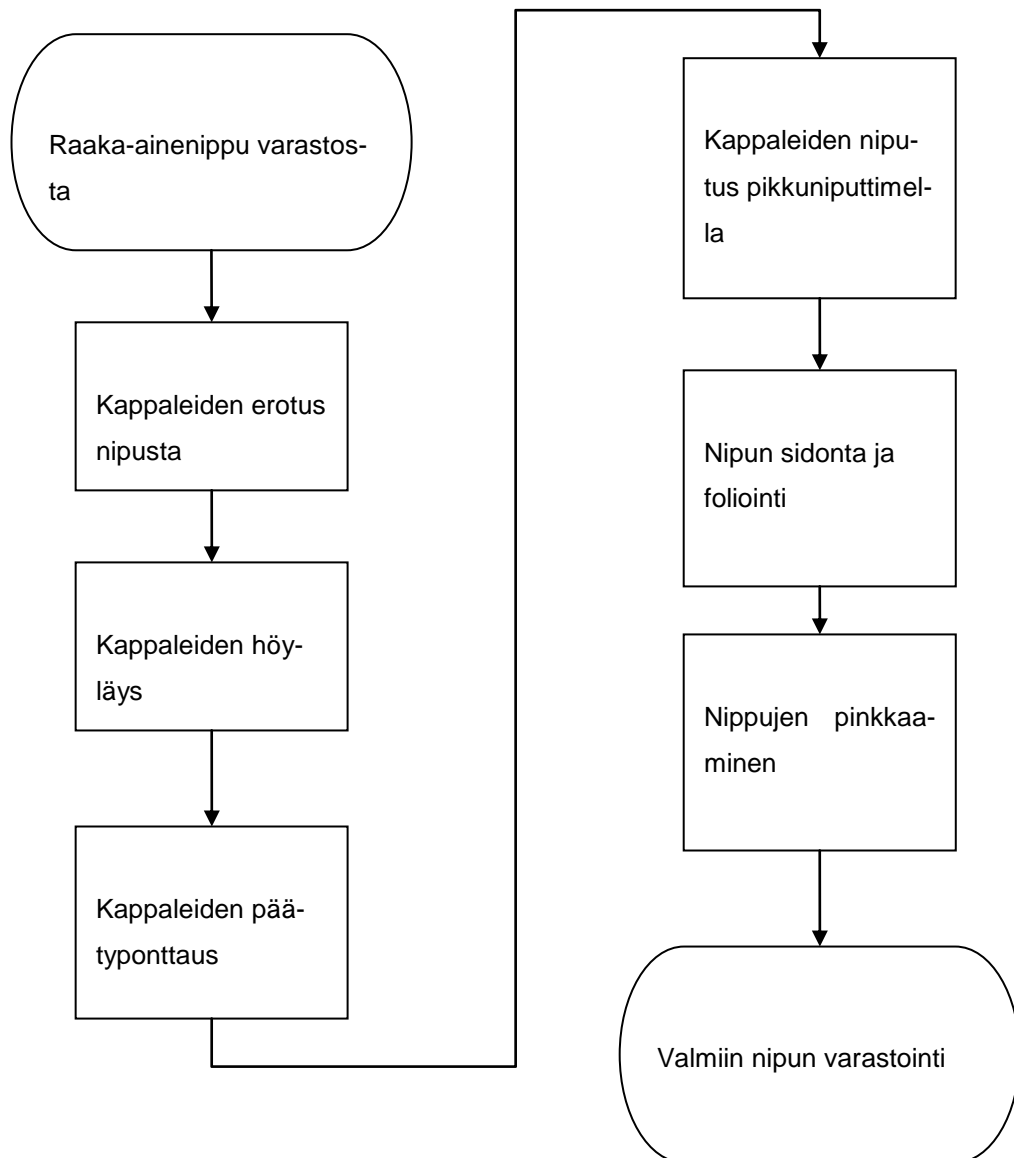 Raaka-ainenippu varastos-
ta
Kappaleiden erotus
nipusta
Kappaleiden höy-
läys
Kappaleiden pää-
typonttaus
Kappaleiden nipu-
tus pikkuniputtimel-
la
Nipun sidonta ja
foliointi
Nippujen pinkkaa-
minen
Valmiin nipun varastointi